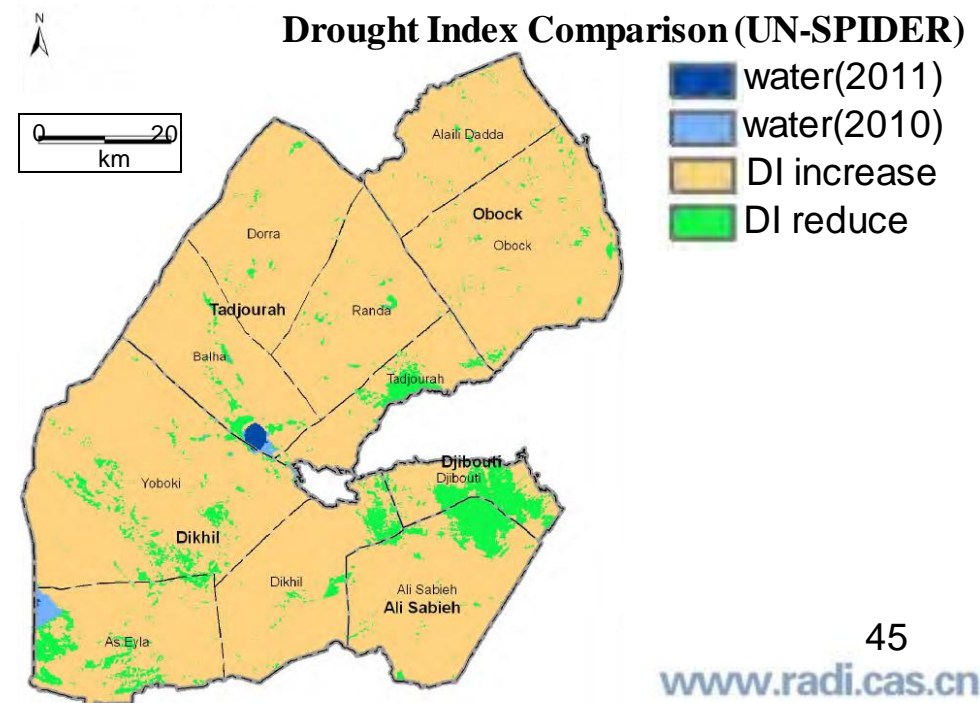 N
Drought Index Comparison (UN-SPIDER)
water(2011)
water(2010)
DI increase
DI reduce
0 20
km
Alaili Dadda
Obock
Obock
Dorra
Tadjourah
Randa
Balha
Tadjourah
Yoboki
Djibouti
Djibouti
Dikhil
Dikhil
Ali Sabieh
Ali Sabieh
As Eyla
45
www.radi.cas.cn